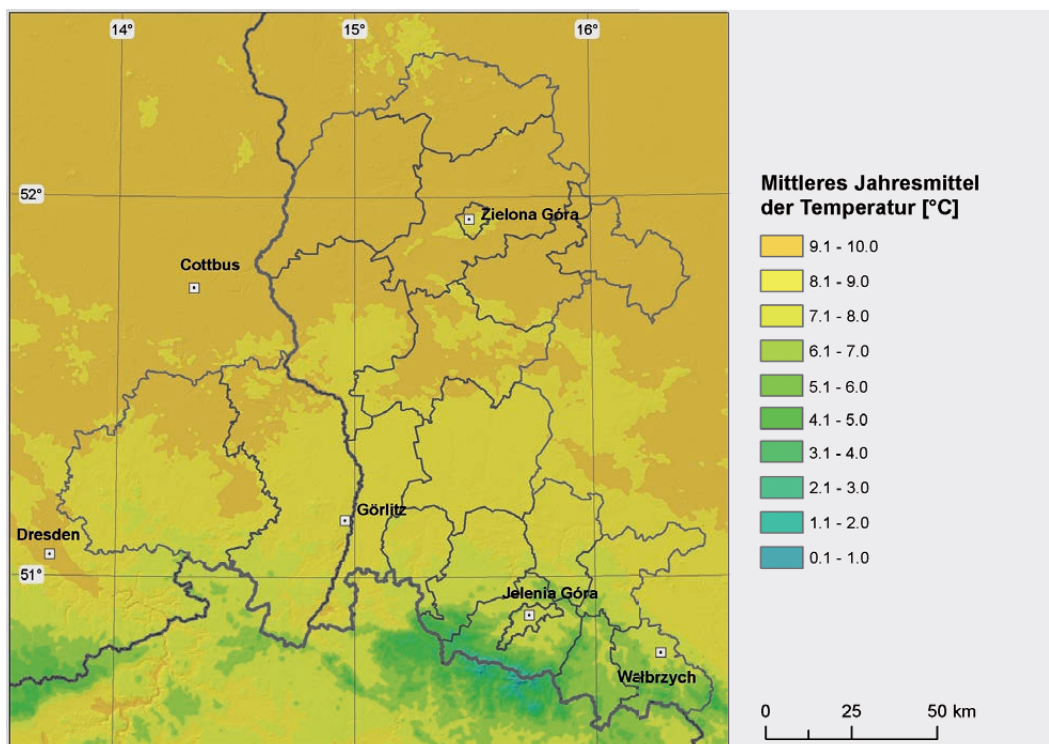 14°
15°
16°
52°
Zielona Góra
Cottbus
Görlitz
Dresden
51°
Jelenia Góra
Wałbrzych
Mittleres Jahresmittel
der Temperatur [°C]
9.1 - 10.0
8.1 - 9.0
7.1 - 8.0
6.1 - 7.0
5.1 - 6.0
4.1 - 5.0
3.1 - 4.0
2.1 - 3.0
1.1 - 2.0
0.1 - 1.0
0 25 50 km